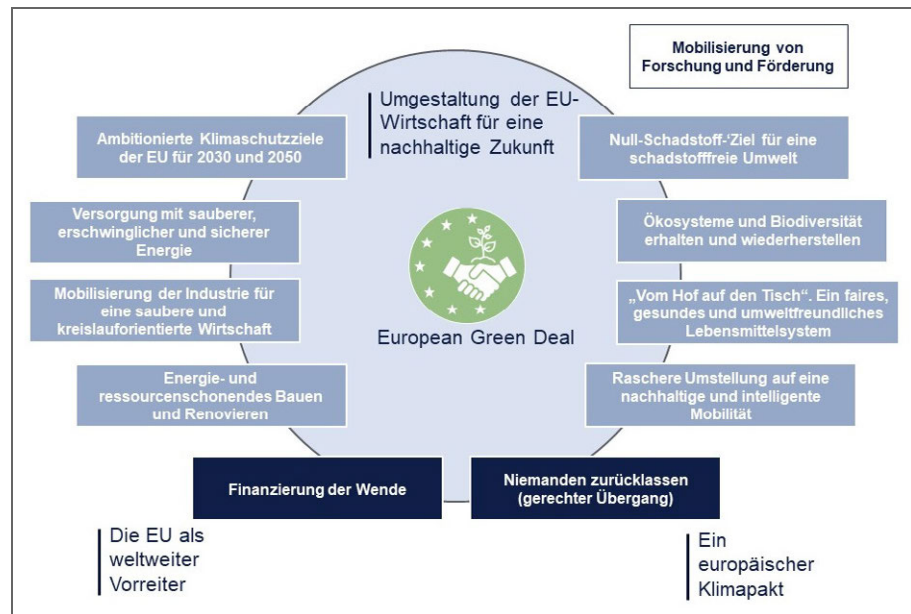 Mobilisierung von
Forschung und Förderung
Umgestaltung der EU-
Wirtschaft für eine
nachhaltige Zukunft
Ambitionierte Klimaschutzziele
der EU für 2030 und 2050
Null-Schadstoff-‘Ziel für eine
schadstofffreie Umwelt
Versorgung mit sauberer,
erschwinglicher und sicherer
Energie
Ökosysteme und Biodiversität
erhalten und wiederherstellen
Mobilisierung der Industrie für
eine saubere und
kreislauforientierte Wirtschaft
„Vom Hof auf den Tisch“. Ein faires,
gesundes und umweltfreundliches
Lebensmittelsystem
European Green Deal
Energie- und
ressourcenschonendes Bauen
und Renovieren
Raschere Umstellung auf eine
nachhaltige und intelligente
Mobilität
Finanzierung der Wende
Niemanden zurücklassen
(gerechter Übergang)
Die EU als
weltweiter
Vorreiter
Ein
europäischer
Klimapakt